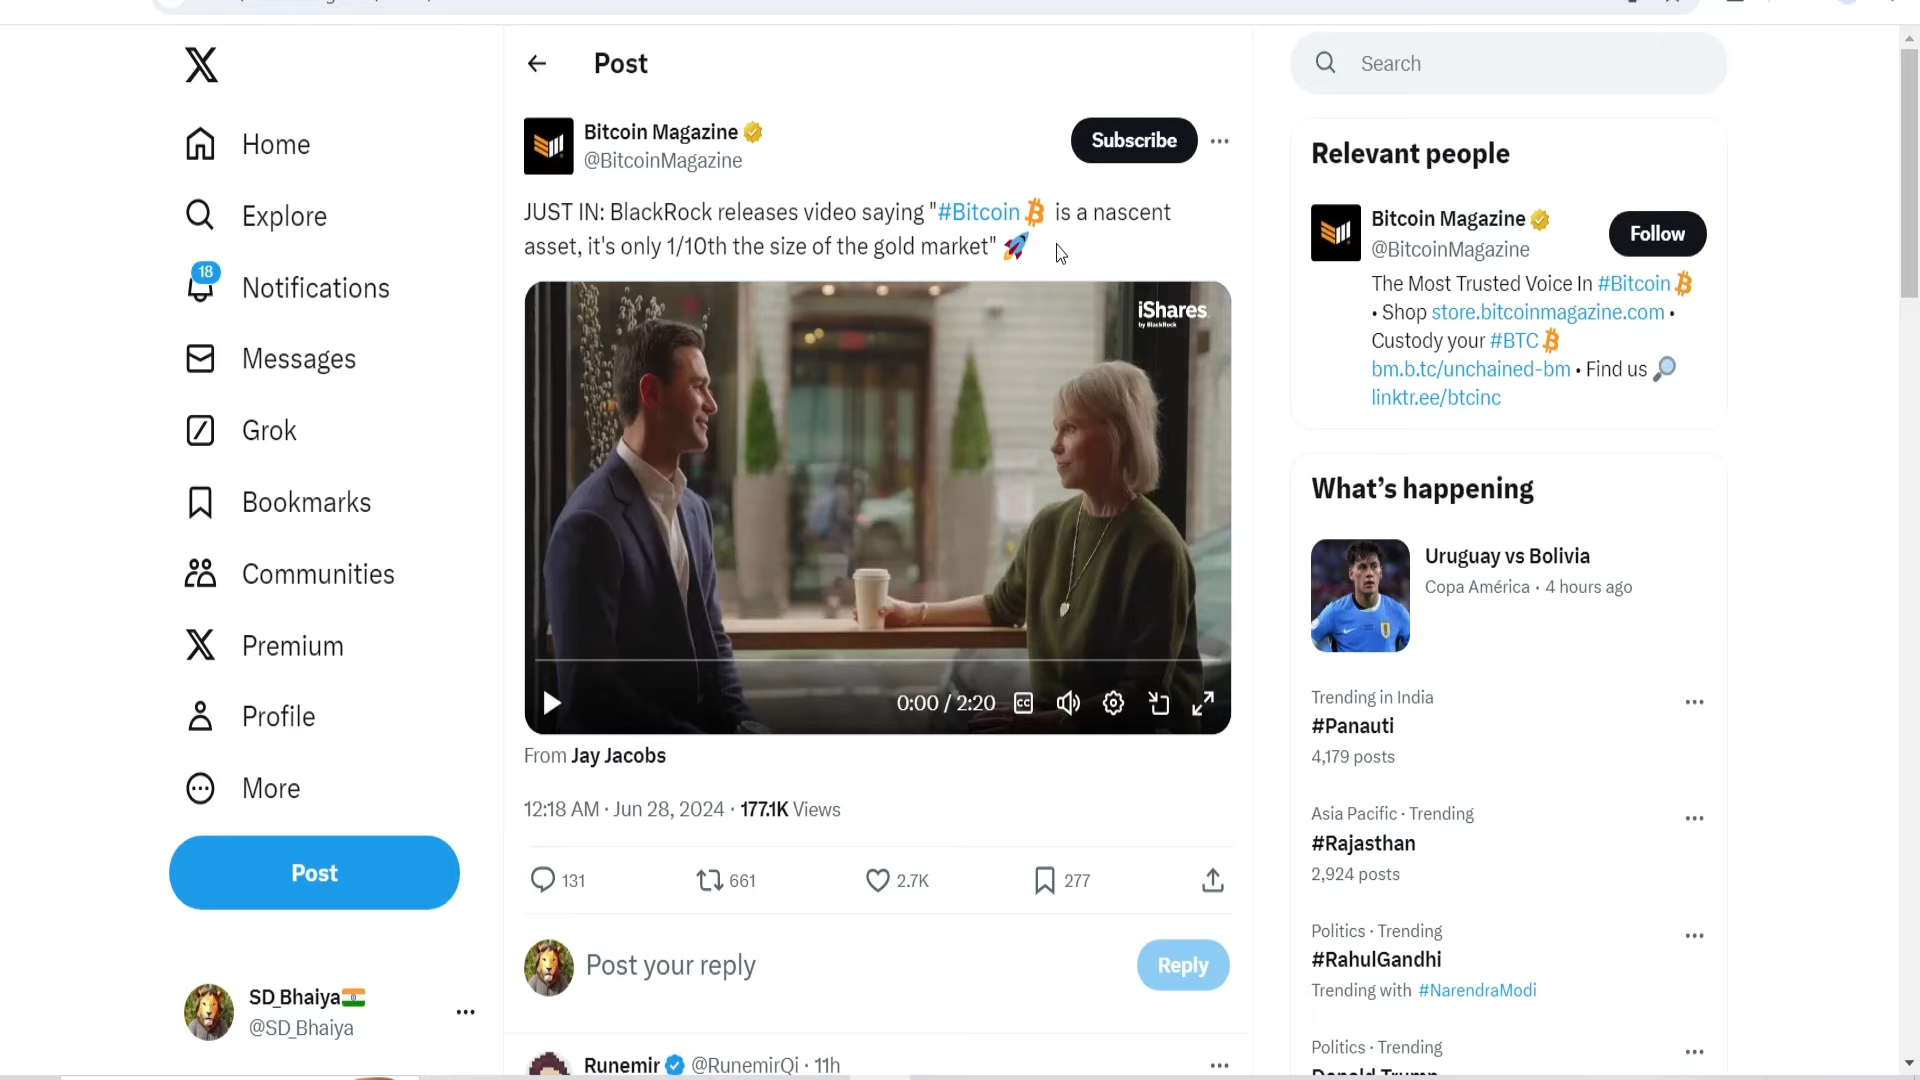 Home
Explore
18
Notifications
Messages
Grok
Bookmarks
Communities
Premium
Profile
More
Post
SD_Bhaiya
@SD_Bhaiya
Post
Bitcoin Magazine
@BitcoinMagazine
Subscribe
JUST IN: BlackRock releases video saying "#Bitcoin is a nascent
asset, it's only 1/10th the size of the gold market"
iShares
by BlackRock
0:00 / 2:20
CC
From Jay Jacobs
12:18 AM · Jun 28, 2024 · 177.1K Views
131 661 2.7K 277
Post your reply
Reply
Runemir @RunemirQi · 11h
Search
Relevant people
Bitcoin Magazine
@BitcoinMagazine
Follow
The Most Trusted Voice In #Bitcoin
• Shop store.bitcoinmagazine.com •
Custody your #BTC
bm.b.tc/unchained-bm • Find us
linktr.ee/btcinc
What's happening
Uruguay vs Bolivia
Copa América · 4 hours ago
Trending in India
#Panauti
4,179 posts
Asia Pacific · Trending
#Rajasthan
2,924 posts
Politics · Trending
#RahulGandhi
Trending with #NarendraModi
Politics · Trending
Donald Trump